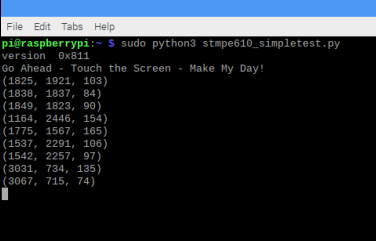 File Edit Tabs Help
pi@raspberrypi:~ $ sudo python3 stmpe610_simpletest.py
version  0x811
Go Ahead - Touch the Screen - Make My Day!
(1825, 1921, 103)
(1838, 1837, 84)
(1849, 1823, 90)
(1164, 2446, 154)
(1775, 1567, 165)
(1537, 2291, 106)
(1542, 2257, 97)
(3031, 734, 135)
(3067, 715, 74)